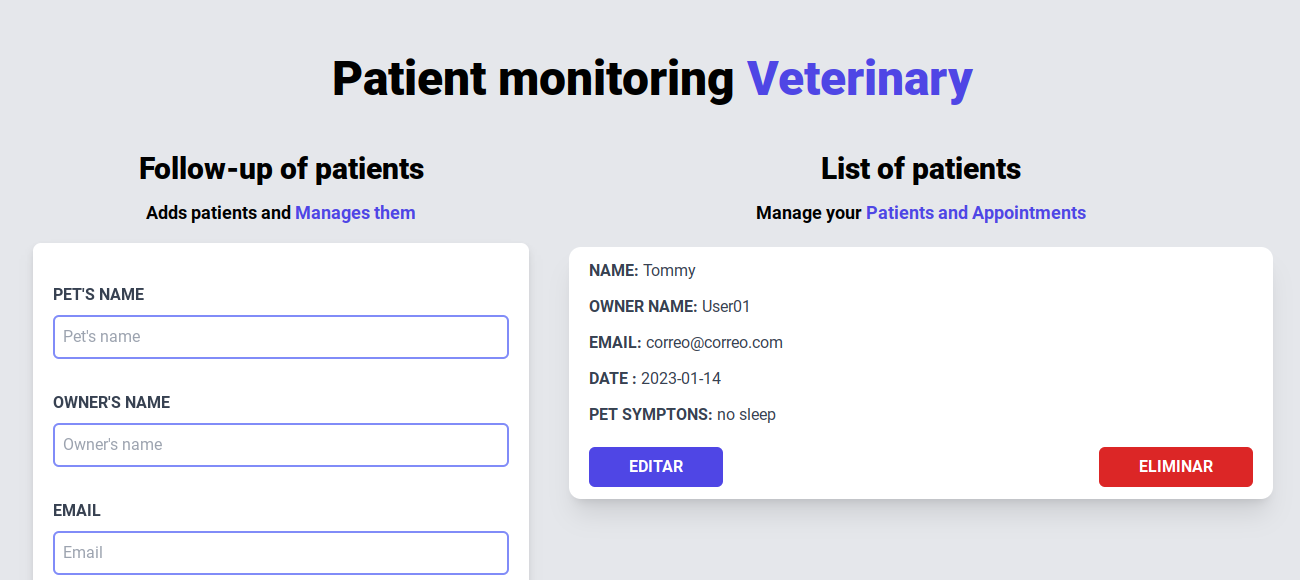 Patient monitoring Veterinary
Follow-up of patients
Adds patients and Manages them
PET'S NAME
Pet's name
OWNER'S NAME
Owner's name
EMAIL
Email
List of patients
Manage your Patients and Appointments
NAME: Tommy
OWNER NAME: User01
EMAIL: correo@correo.com
DATE : 2023-01-14
PET SYMPTONS: no sleep
EDITAR
ELIMINAR